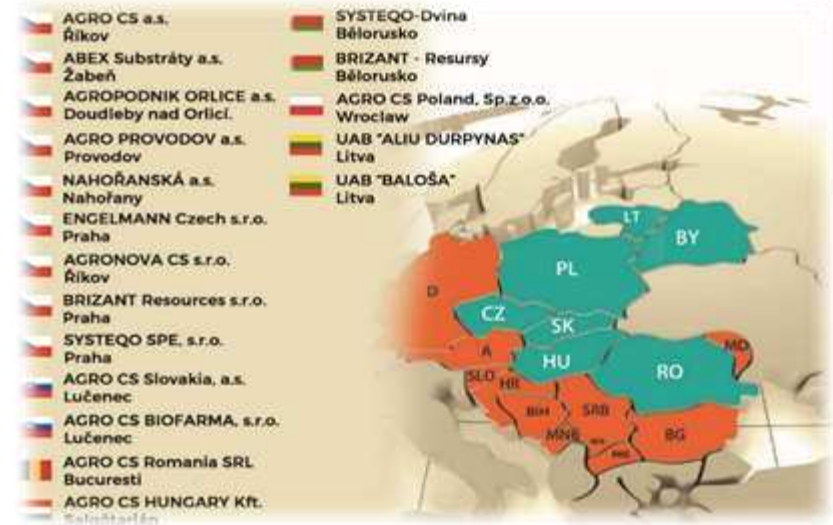 AGRO CS a.s.
Říkov
ABEX Substráty a.s.
Žabeň
AGROPODNIK ORLICE a.s.
Doudleby nad Orlicí.
AGRO PROVODOV a.s.
Provodov
NAHOŘANSKÁ a.s.
Nahořany
ENGELMANN Czech s.r.o.
Praha
AGRONOVA CS s.r.o.
Říkov
BRIZANT Resources s.r.o.
Praha
SYSTEQO SPE, s.r.o.
Praha
AGRO CS Slovakia, a.s.
Lučenec
AGRO CS BIOFARMA, s.r.o.
Lučenec
AGRO CS Romania SRL
Bucuresti
AGRO CS HUNGARY Kft.
SYSTEQO-Dvina
Bělorusko
BRIZANT - Resursy
Bělorusko
AGRO CS Poland, Sp.z.o.o.
Wroclaw
UAB "ALIU DURPYNAS"
Litva
UAB "BALOŠA"
Litva
LT
BY
PL
D
CZ
SK
A
HU
MD
RO
SLO
HR
BIH
SRB
MNE
BG